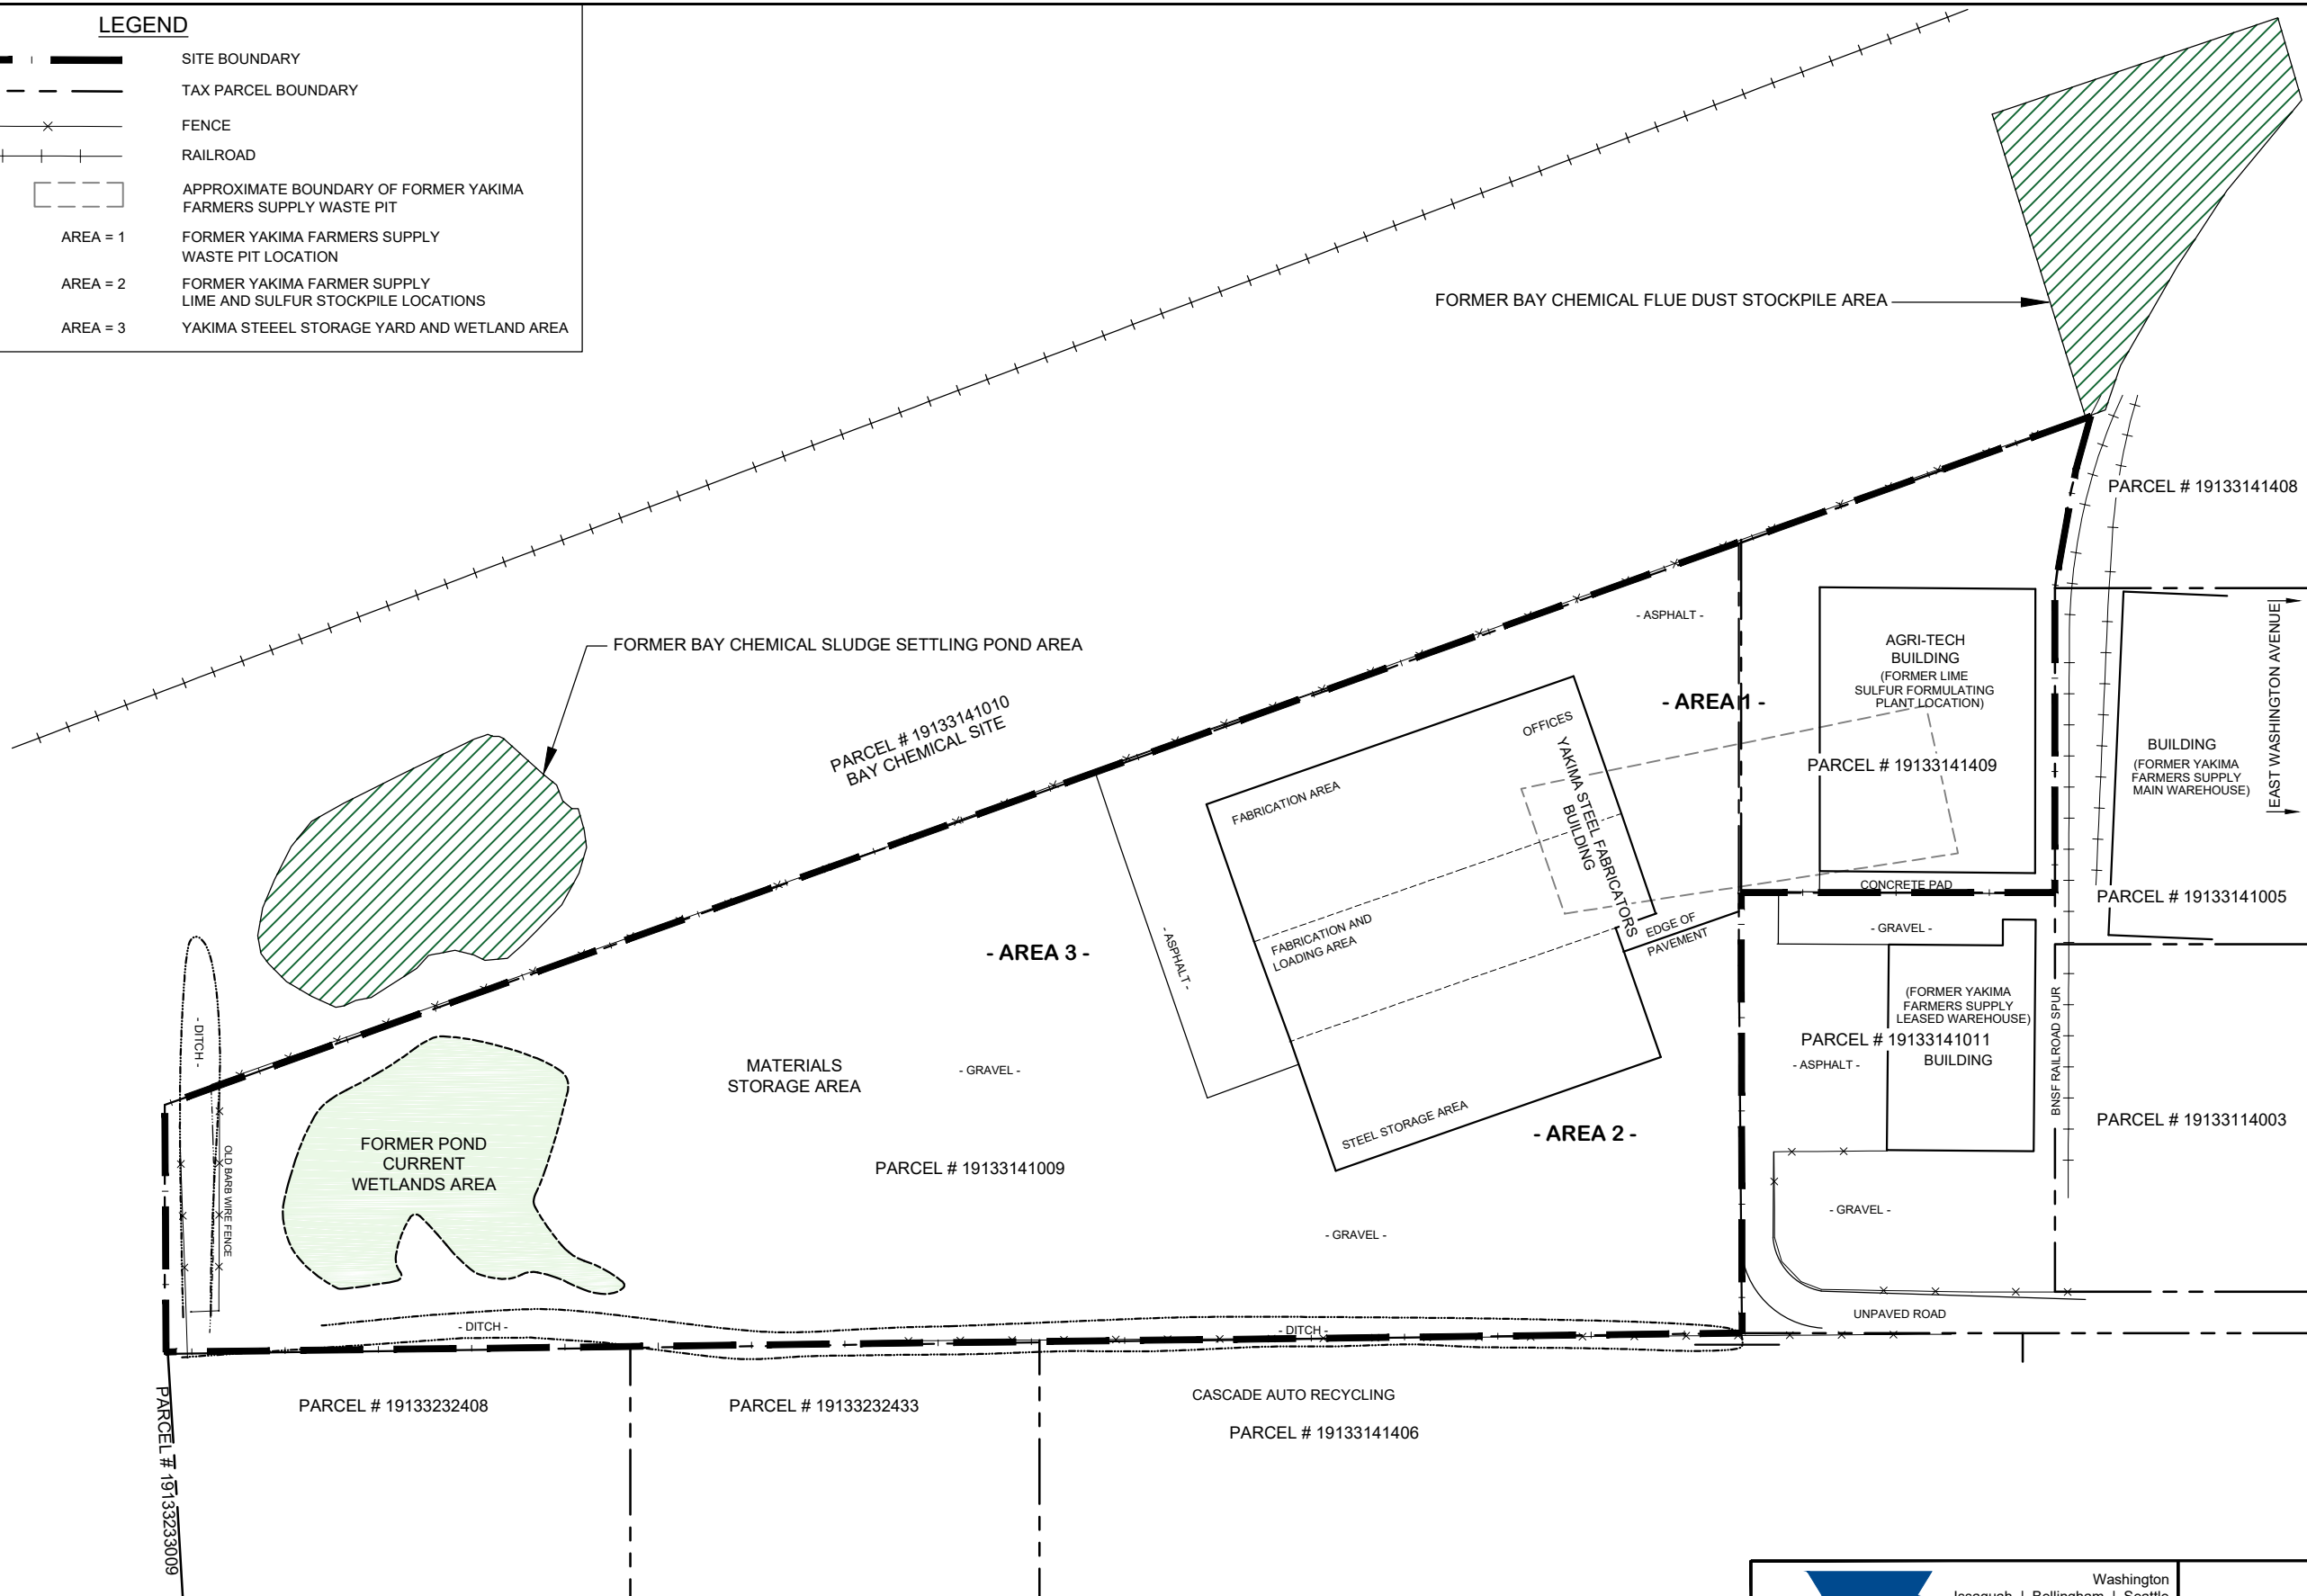 LEGEND
SITE BOUNDARY
TAX PARCEL BOUNDARY
FENCE
RAILROAD
APPROXIMATE BOUNDARY OF FORMER YAKIMA
FARMERS SUPPLY WASTE PIT
AREA = 1
FORMER YAKIMA FARMERS SUPPLY
WASTE PIT LOCATION
AREA = 2
FORMER YAKIMA FARMER SUPPLY
LIME AND SULFUR STOCKPILE LOCATIONS
AREA = 3
YAKIMA STEEEL STORAGE YARD AND WETLAND AREA
FORMER BAY CHEMICAL FLUE DUST STOCKPILE AREA
PARCEL # 19133141408
FORMER BAY CHEMICAL SLUDGE SETTLING POND AREA
PARCEL # 19133141010
BAY CHEMICAL SITE
- ASPHALT -
- AREA 1 -
AGRI-TECH
BUILDING
(FORMER LIME
SULFUR FORMULATING
PLANT LOCATION)
PARCEL # 19133141409
EAST WASHINGTON AVENUE
BUILDING
(FORMER YAKIMA
FARMERS SUPPLY
MAIN WAREHOUSE)
OFFICES
YAKIMA STEEL FABRICATORS
BUILDING
FABRICATION AREA
FABRICATION AND
LOADING AREA
STEEL STORAGE AREA
- ASPHALT -
EDGE OF
PAVEMENT
CONCRETE PAD
PARCEL # 19133141005
- GRAVEL -
- AREA 3 -
(FORMER YAKIMA
FARMERS SUPPLY
LEASED WAREHOUSE)
PARCEL # 19133141011
BUILDING
- ASPHALT -
BNSF RAILROAD SPUR
PARCEL # 19133114003
- DITCH -
OLD BARB WIRE FENCE
MATERIALS
STORAGE AREA
- GRAVEL -
FORMER POND
CURRENT
WETLANDS AREA
PARCEL # 19133141009
- AREA 2 -
- GRAVEL -
- GRAVEL -
UNPAVED ROAD
- DITCH -
- DITCH -
PARCEL # 19133233009
PARCEL # 19133232408
PARCEL # 19133232433
CASCADE AUTO RECYCLING
PARCEL # 19133141406
Washington
Issaquah | Bellingham | Seattle